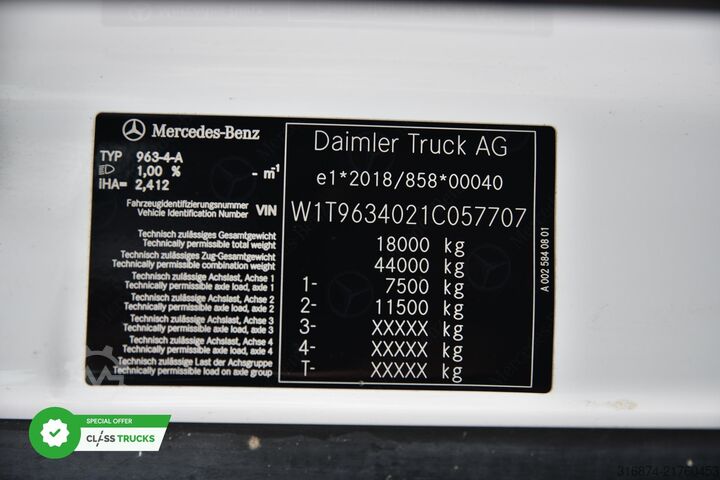 Mercedes-Benz
TYP 963-4-A
1,00 % - m-1
iHA= 2,412
Fahrzeugidentifizierungsnummer
Vehicle Identification Number VIN
Technisch zulässiges Gesamtgewicht
Technically permissible total weight
Technisch zulässiges Zug-Gesamtgewicht
Technically permissible combination weight
Technisch zulässige Achslast, Achse 1
Technically permissible axle load, axle 1
Technisch zulässige Achslast, Achse 2
Technically permissible axle load, axle 2
Technisch zulässige Achslast, Achse 3
Technically permissible axle load, axle 3
Technisch zulässige Achslast, Achse 4
Technically permissible axle load, axle 4
Technisch zulässige Last der Achsgruppe
Technically permissible load on axle group
Daimler Truck AG
e1*2018/858*00040
W1T9634021C057707
18000 kg
44000 kg
1- 7500 kg
2- 11500 kg
3- XXXXX kg
4- XXXXX kg
T- XXXXX kg
A 002 584 08 01
SPECIAL OFFER
CLASSTRUCKS
316874-21760452